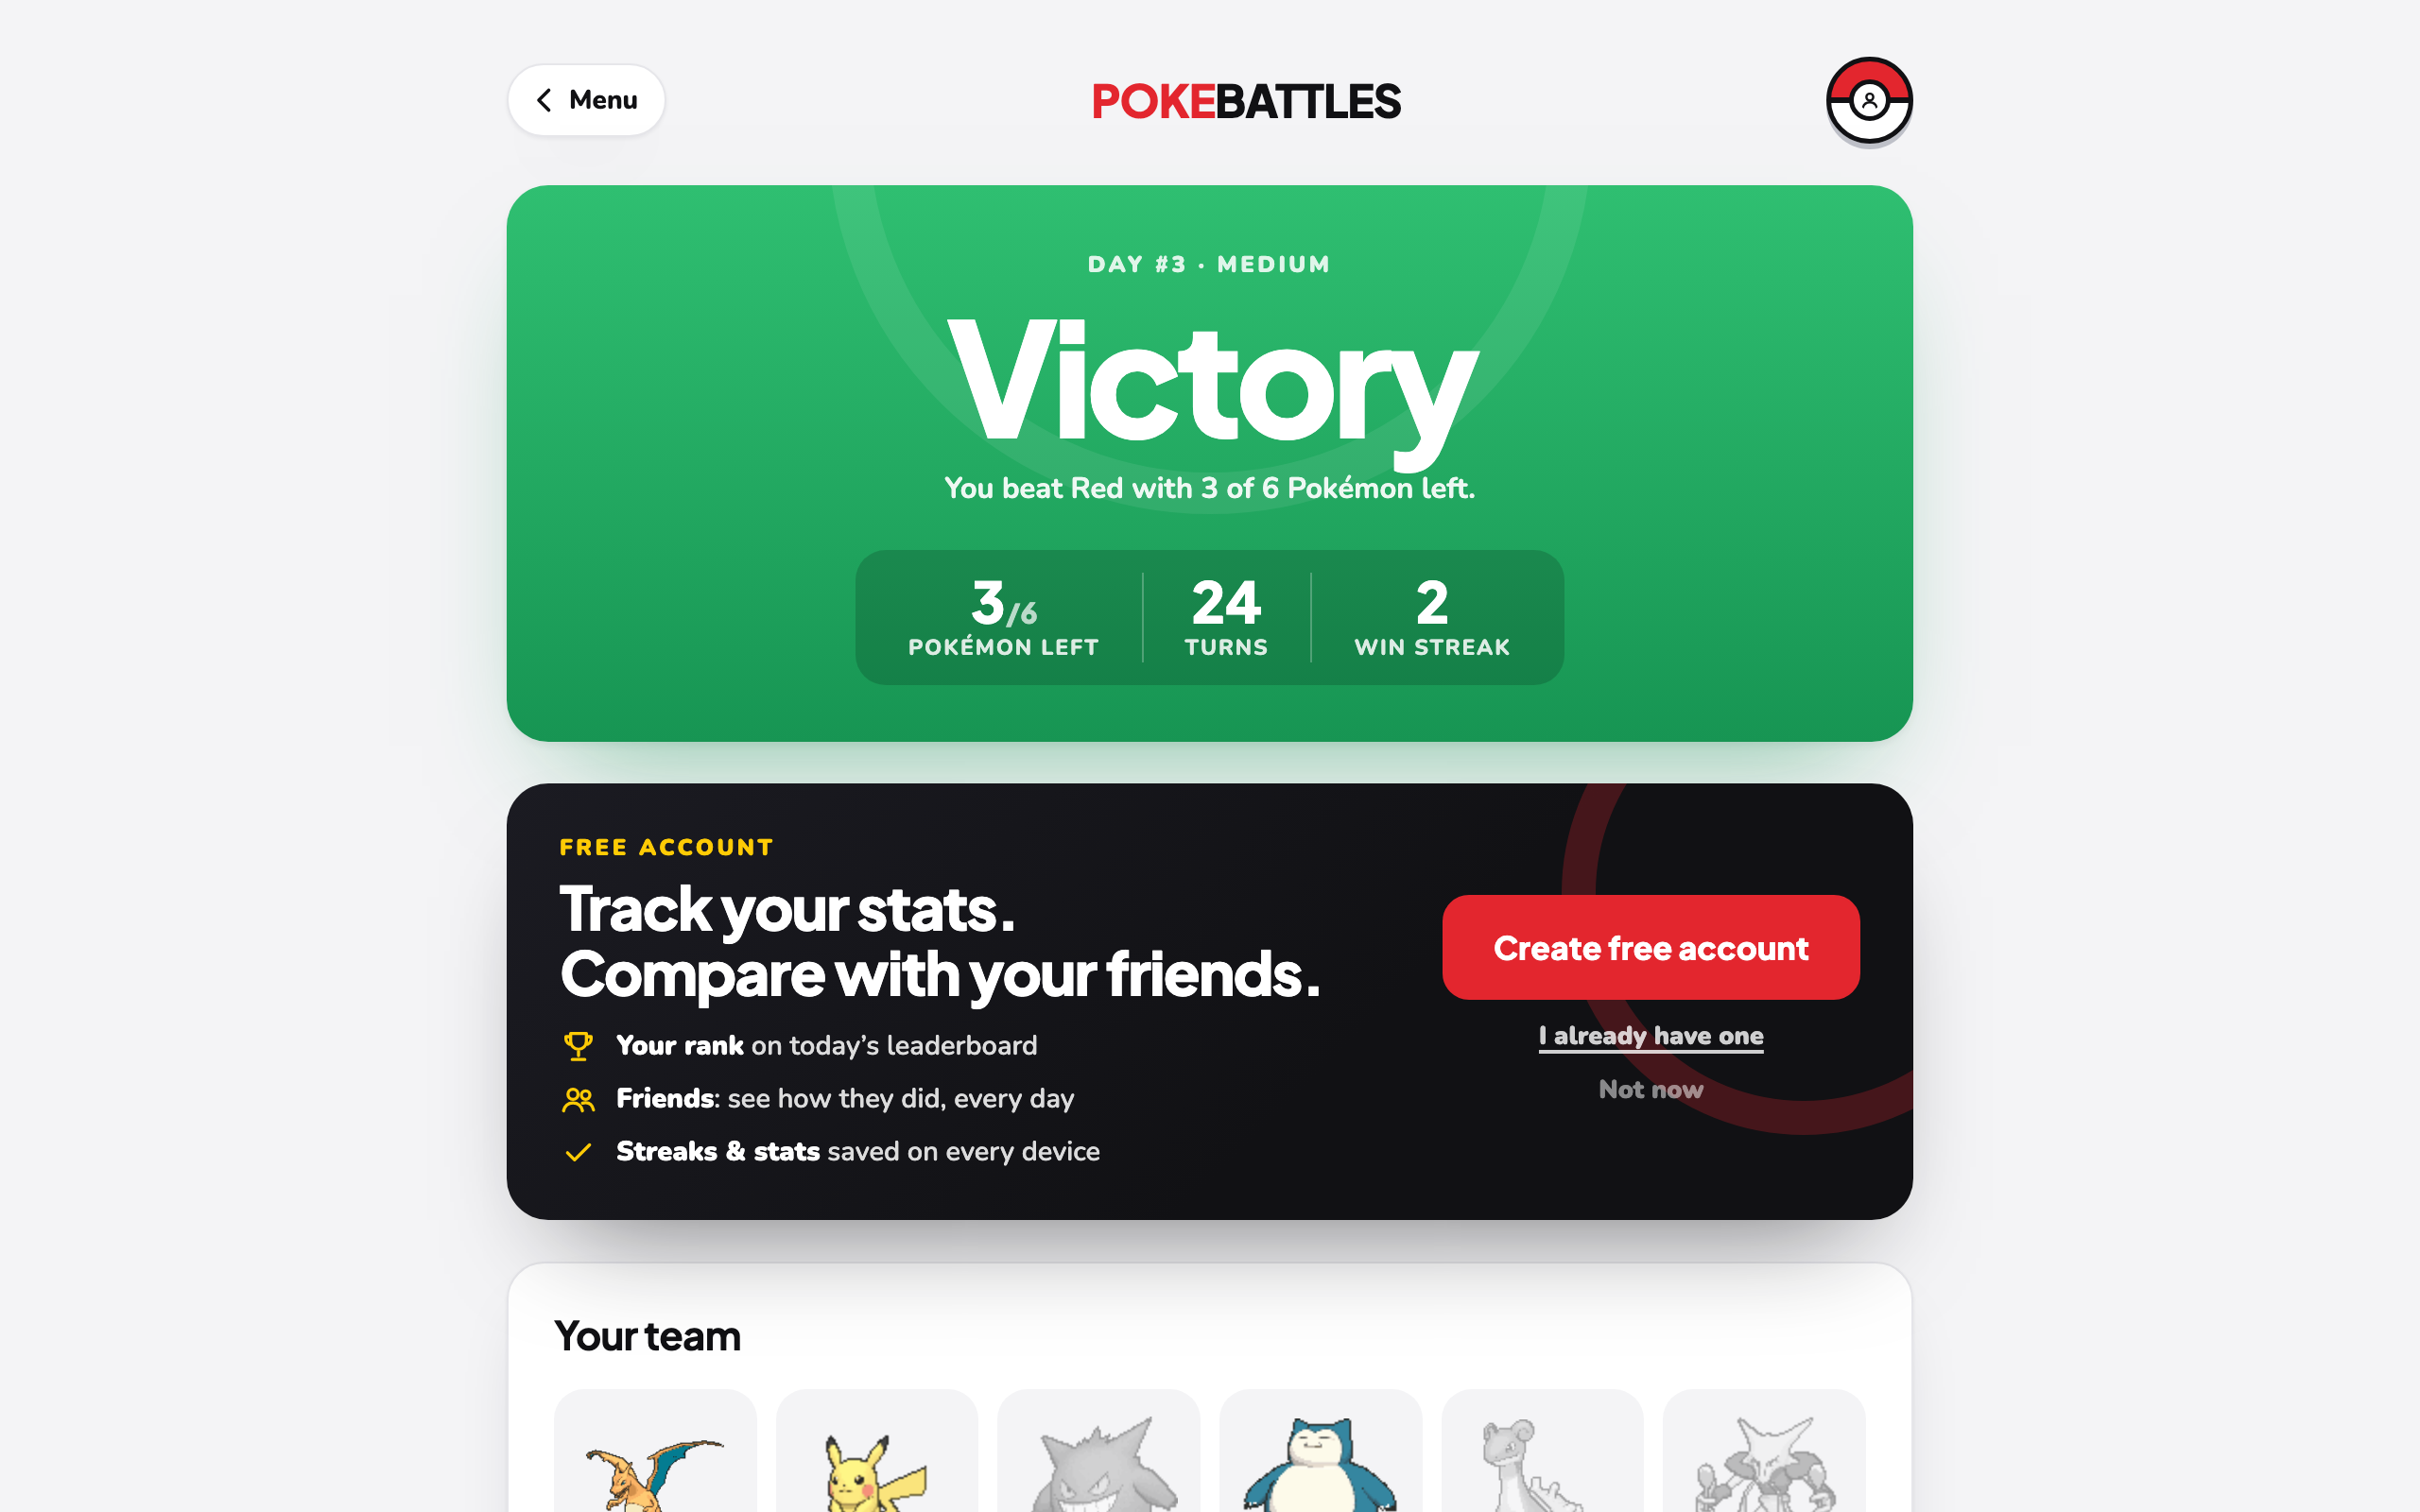 Menu
POKEBATTLES
DAY #3 · MEDIUM
Victory
You beat Red with 3 of 6 Pokémon left.
3/6
POKÉMON LEFT
24
TURNS
2
WIN STREAK
FREE ACCOUNT
Track your stats.
Compare with your friends.
Your rank on today’s leaderboard
Friends: see how they did, every day
Streaks & stats saved on every device
Create free account
I already have one
Not now
Your team